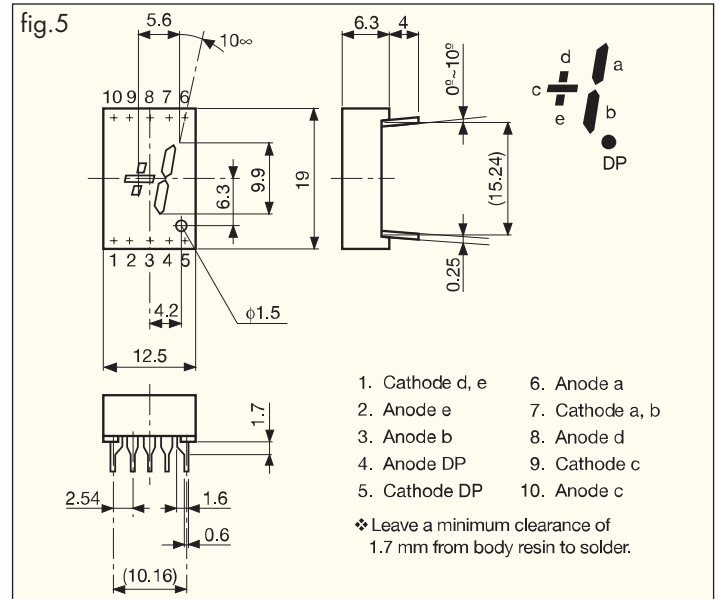 fig.5
5.6
10∞
6.3
4
0º~10º
d
a
c
e
b
DP
10 9 8 7 6
6.3
9.9
19
(15.24)
0.25
1 2 3 4 5
4.2
ϕ1.5
12.5
1.7
2.54
1.6
0.6
(10.16)
1. Cathode d, e
2. Anode e
3. Anode b
4. Anode DP
5. Cathode DP
6. Anode a
7. Cathode a, b
8. Anode d
9. Cathode c
10. Anode c
❖ Leave a minimum clearance of
1.7 mm from body resin to solder.